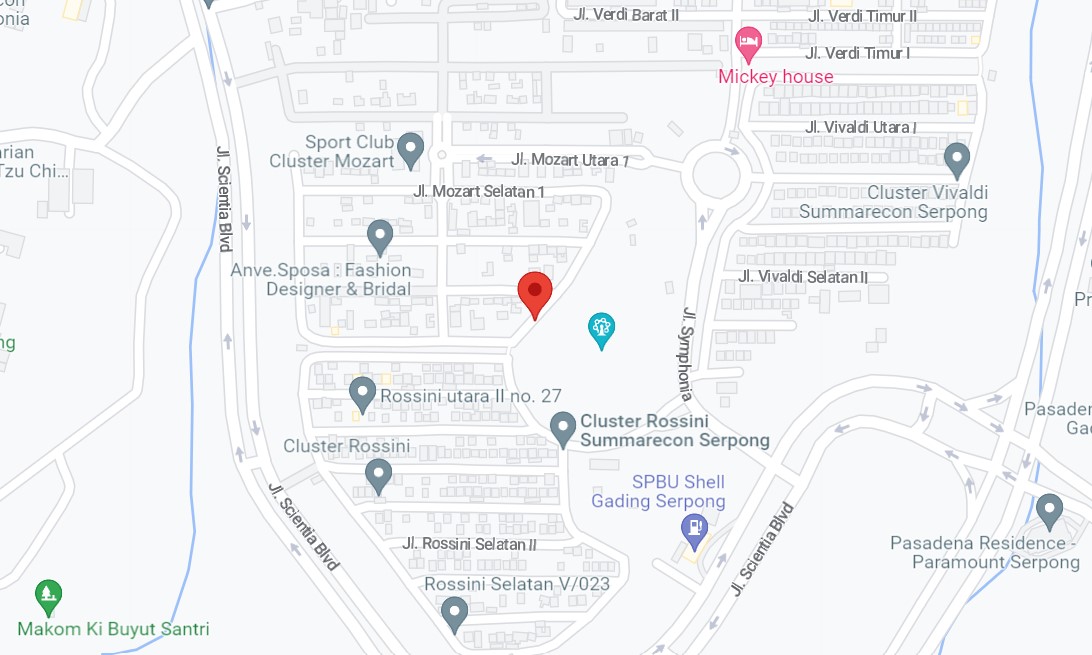 onia
Jl. Verdi Barat II
Jl. Verdi Timur II
Jl. Verdi Timur I
Mickey house
Jl. Vivaldi Utara I
Sport Club
Cluster Mozart
Jl. Mozart Utara 1
arian
Tzu Chi...
Jl. Scientia Blvd
Jl. Mozart Selatan 1
Cluster Vivaldi
Summarecon Serpong
Anve.Sposa : Fashion
Designer & Bridal
Jl. Vivaldi Selatan II
Pr
ng
Jl. Symphonia
Rossini utara II no. 27
Cluster Rossini
Summarecon Serpong
Pasader
Ga
Cluster Rossini
SPBU Shell
Gading Serpong
Jl. Scientia Blvd
Jl. Scientia Blvd
Jl. Rossini Selatan II
Pasadena Residence -
Paramount Serpong
Rossini Selatan V/023
Makom Ki Buyut Santri